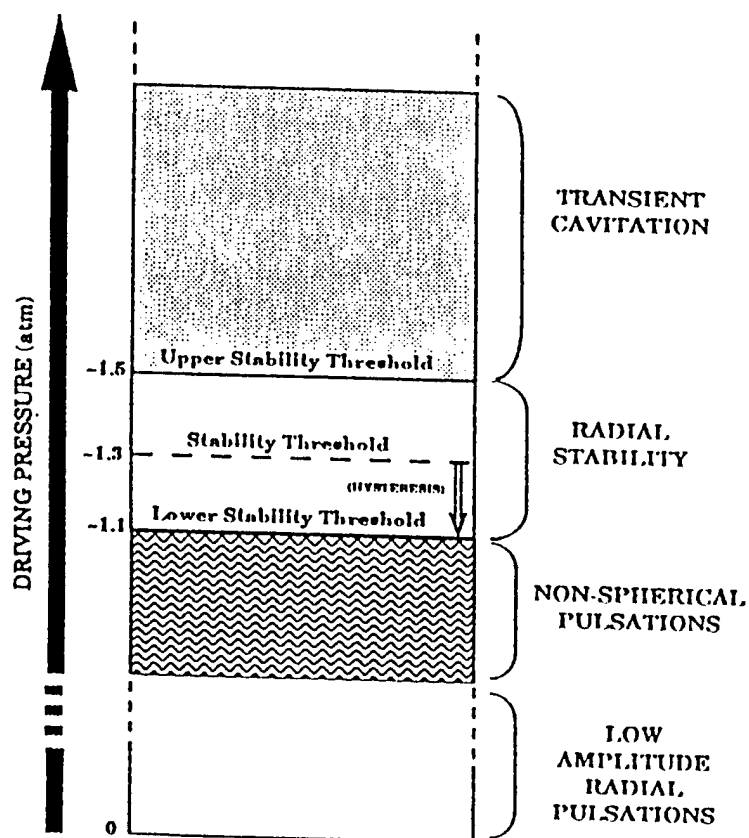 DRIVING PRESSURE (atm)
TRANSIENT
CAVITATION
Upper Stability Threshold
~1.5
RADIAL
STABILITY
Stability Threshold
~1.3
(HYSTERESIS)
Lower Stability Threshold
~1.1
NON-SPHERICAL
PULSATIONS
LOW
AMPLITUDE
RADIAL
PULSATIONS
0